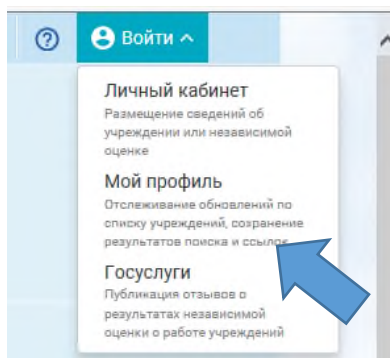 Войти
Личный кабинет
Размещение сведений об
учреждении или независимой
оценке
Мой профиль
Отслеживание обновлений по
списку учреждений, сохранение
результатов поиска и ссылок
Госуслуги
Публикация отзывов о
результатах независимой
оценки о работе учреждений